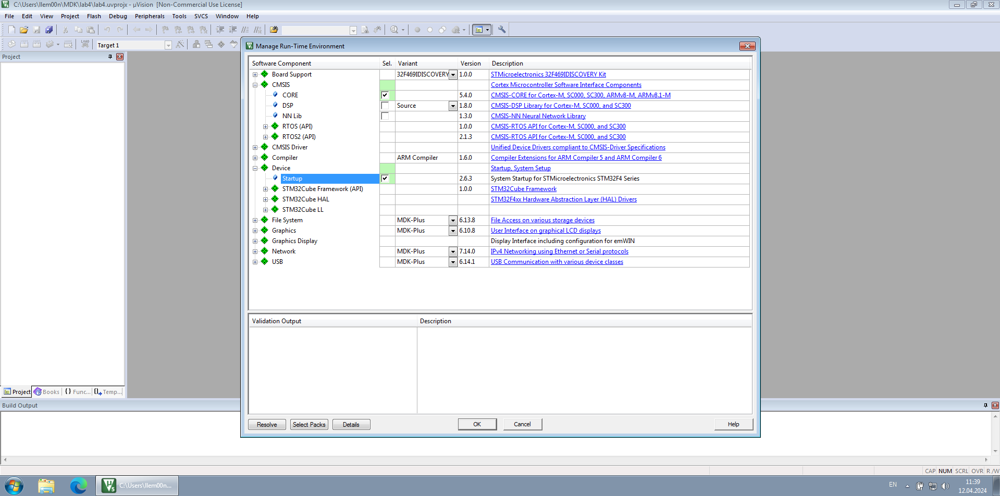 C:\Users\llem00n\MDK\lab4\lab4.uvprojx - µVision [Non-Commercial Use License]
File Edit View Project Flash Debug Peripherals Tools SVCS Window Help
LOAD Target 1
Project
Manage Run-Time Environment
Software Component Sel. Variant Version Description
Board Support 32F469IDISCOVERY 1.0.0 STMicroelectronics 32F469IDISCOVERY Kit
CMSIS Cortex Microcontroller Software Interface Components
CORE 5.4.0 CMSIS-CORE for Cortex-M, SC000, SC300, ARMv8-M, ARMv8.1-M
DSP Source 1.8.0 CMSIS-DSP Library for Cortex-M, SC000, and SC300
NN Lib 1.3.0 CMSIS-NN Neural Network Library
RTOS (API) 1.0.0 CMSIS-RTOS API for Cortex-M, SC000, and SC300
RTOS2 (API) 2.1.3 CMSIS-RTOS API for Cortex-M, SC000, and SC300
CMSIS Driver Unified Device Drivers compliant to CMSIS-Driver Specifications
Compiler ARM Compiler 1.6.0 Compiler Extensions for ARM Compiler 5 and ARM Compiler 6
Device Startup, System Setup
Startup 2.6.3 System Startup for STMicroelectronics STM32F4 Series
STM32Cube Framework (API) 1.0.0 STM32Cube Framework
STM32Cube HAL STM32F4xx Hardware Abstraction Layer (HAL) Drivers
STM32Cube LL
File System MDK-Plus 6.13.8 File Access on various storage devices
Graphics MDK-Plus 6.10.8 User Interface on graphical LCD displays
Graphics Display Display Interface including configuration for emWIN
Network MDK-Plus 7.14.0 IPv4 Networking using Ethernet or Serial protocols
USB MDK-Plus 6.14.1 USB Communication with various device classes
Validation Output Description
Resolve Select Packs Details OK Cancel Help
Project Books {} Func... Temp...
Build Output
CAP NUM SCRL OVR R/W
C:\Users\llem00n...
EN
11:39
12.04.2024